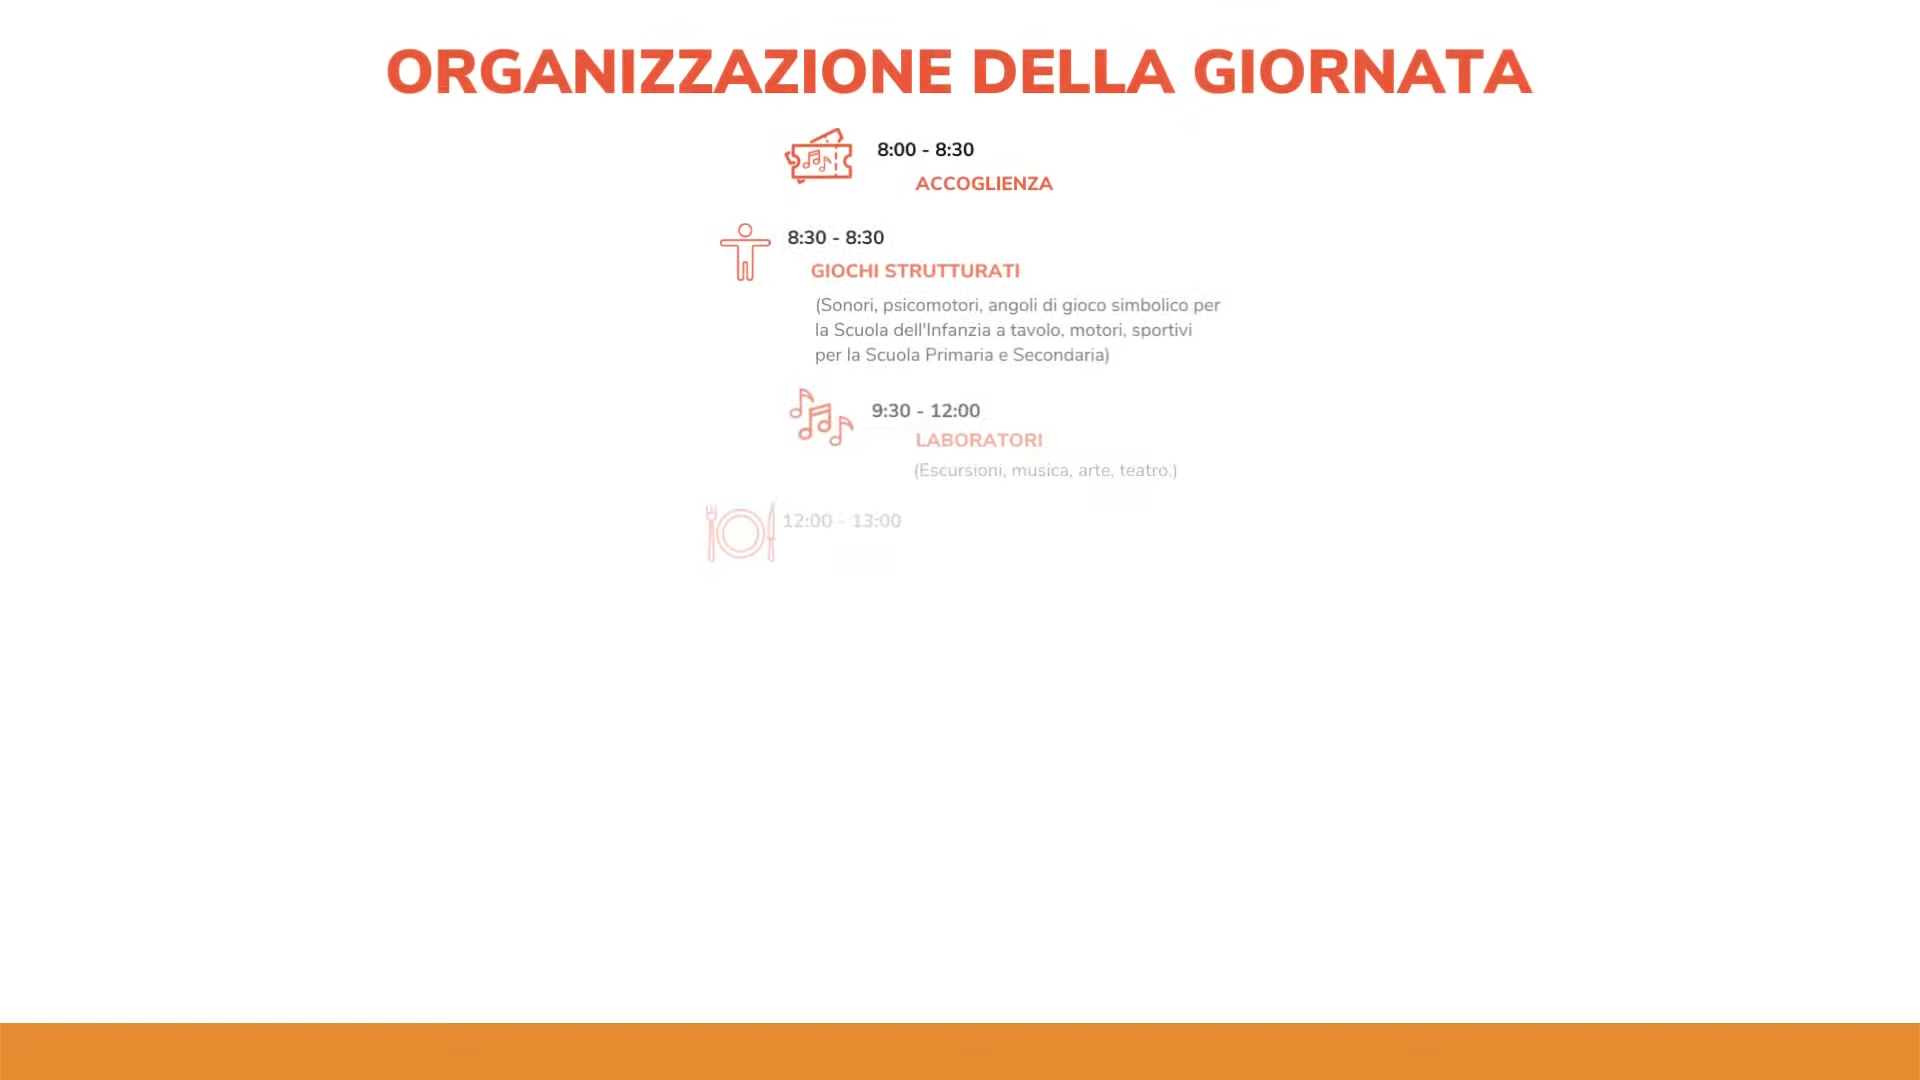 ORGANIZZAZIONE DELLA GIORNATA
8:00 - 8:30
ACCOGLIENZA
8:30 - 8:30
GIOCHI STRUTTURATI
(Sonori, psicomotori, angoli di gioco simbolico per
la Scuola dell'Infanzia a tavolo, motori, sportivi
per la Scuola Primaria e Secondaria)
9:30 - 12:00
LABORATORI
(Escursioni, musica, arte, teatro.)
12:00 - 13:00